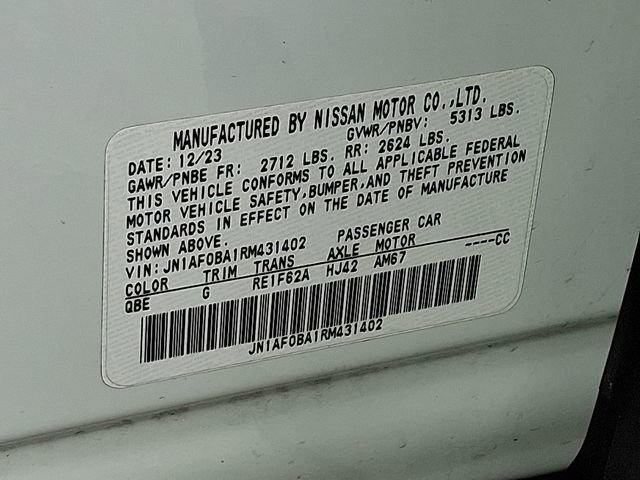 MANUFACTURED BY NISSAN MOTOR CO.,LTD.
DATE: 12/23 GVWR/PNBV: 5313 LBS.
GAWR/PNBE FR: 2712 LBS. RR: 2624 LBS.
THIS VEHICLE CONFORMS TO ALL APPLICABLE FEDERAL
MOTOR VEHICLE SAFETY,BUMPER,AND THEFT PREVENTION
STANDARDS IN EFFECT ON THE DATE OF MANUFACTURE
SHOWN ABOVE.
VIN:JN1AF0BA1RM431402 PASSENGER CAR
COLOR TRIM TRANS AXLE MOTOR ----CC
QBE G RE1F62A HJ42 AM67
JN1AF0BA1RM431402